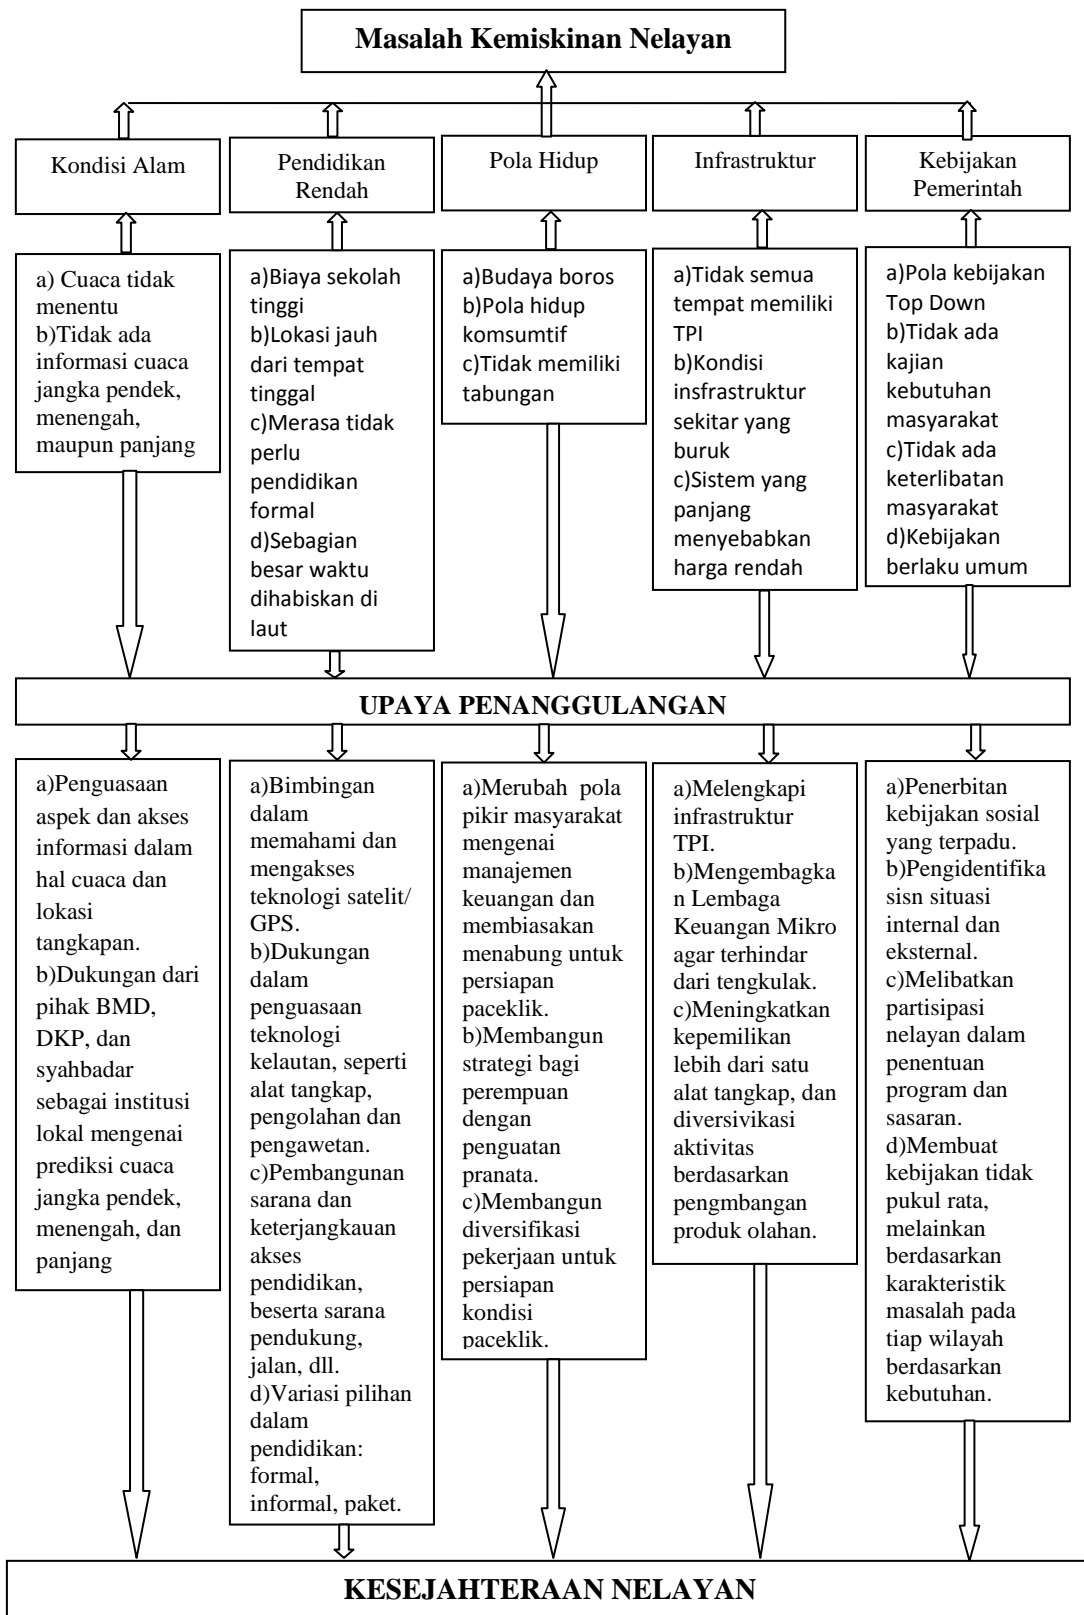 Masalah Kemiskinan Nelayan
Kondisi Alam
Pendidikan
Rendah
Pola Hidup
Infrastruktur
Kebijakan
Pemerintah
a) Cuaca tidak
menentu
b)Tidak ada
informasi cuaca
jangka pendek,
menengah,
maupun panjang
a)Biaya sekolah
tinggi
b)Lokasi jauh
dari tempat
tinggal
c)Merasa tidak
perlu
pendidikan
formal
d)Sebagian
besar waktu
dihabiskan di
laut
a)Budaya boros
b)Pola hidup
komsumtif
c)Tidak memiliki
tabungan
a)Tidak semua
tempat memiliki
TPI
b)Kondisi
insfrastruktur
sekitar yang
buruk
c)Sistem yang
panjang
menyebabkan
harga rendah
a)Pola kebijakan
Top Down
b)Tidak ada
kajian
kebutuhan
masyarakat
c)Tidak ada
keterlibatan
masyarakat
d)Kebijakan
berlaku umum
UPAYA PENANGGULANGAN
a)Penguasaan
aspek dan akses
informasi dalam
hal cuaca dan
lokasi
tangkapan.
b)Dukungan dari
pihak BMD,
DKP, dan
syahbadar
sebagai institusi
lokal mengenai
prediksi cuaca
jangka pendek,
menengah, dan
panjang
a)Bimbingan
dalam
memahami dan
mengakses
teknologi satelit/
GPS.
b)Dukungan
dalam
penguasaan
teknologi
kelautan, seperti
alat tangkap,
pengolahan dan
pengawetan.
c)Pembangunan
sarana dan
keterjangkauan
akses
pendidikan,
beserta sarana
pendukung,
jalan, dll.
d)Variasi pilihan
dalam
pendidikan:
formal,
informal, paket.
a)Merubah pola
pikir masyarakat
mengenai
manajemen
keuangan dan
membiasakan
menabung untuk
persiapan
paceklik.
b)Membangun
strategi bagi
perempuan
dengan
penguatan
pranata.
c)Membangun
diversifikasi
pekerjaan untuk
persiapan
kondisi
paceklik.
a)Melengkapi
infrastruktur
TPI.
b)Mengembagka
n Lembaga
Keuangan Mikro
agar terhindar
dari tengkulak.
c)Meningkatkan
kepemilikan
lebih dari satu
alat tangkap, dan
diversivikasi
aktivitas
berdasarkan
pengmbangan
produk olahan.
a)Penerbitan
kebijakan sosial
yang terpadu.
b)Pengidentifika
sisn situasi
internal dan
eksternal.
c)Melibatkan
partisipasi
nelayan dalam
penentuan
program dan
sasaran.
d)Membuat
kebijakan tidak
pukul rata,
melainkan
berdasarkan
karakteristik
masalah pada
tiap wilayah
berdasarkan
kebutuhan.
KESEJAHTERAAN NELAYAN